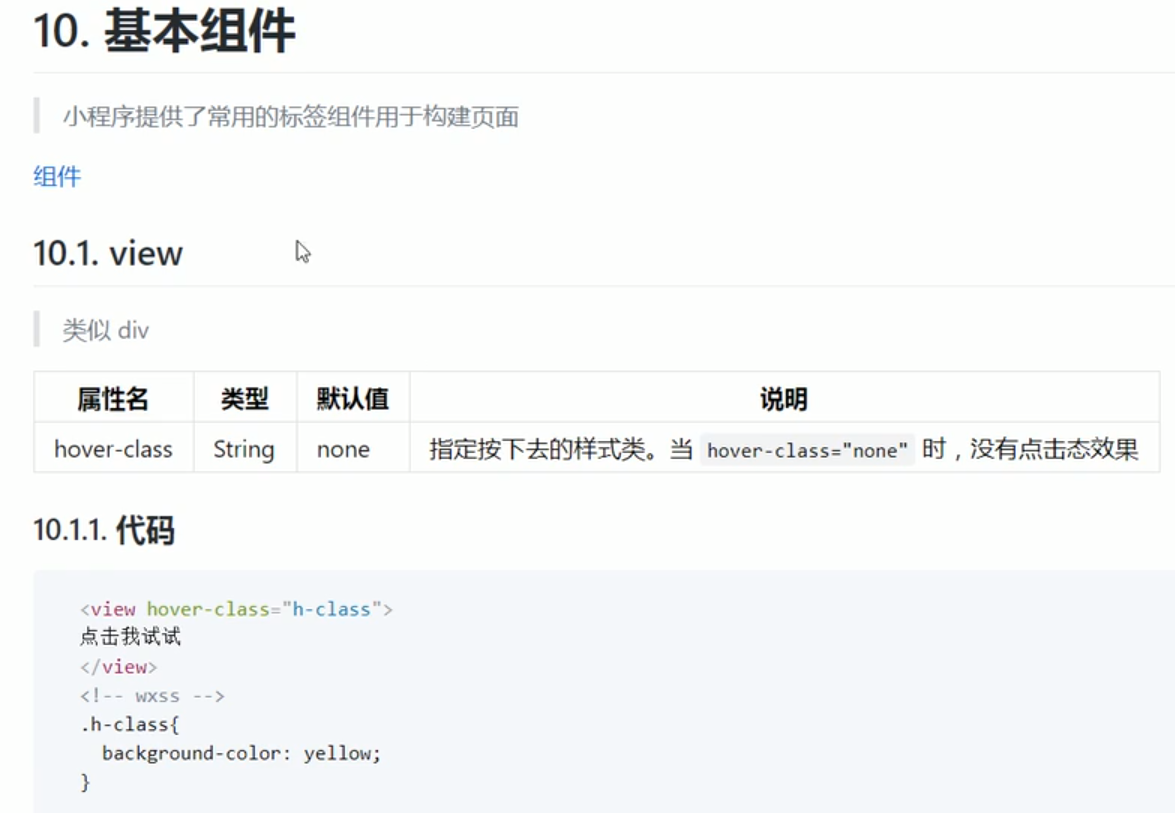 10. 基本组件
小程序提供了常用的标签组件用于构建页面
组件
10.1. view
类似 div
属性名 类型 默认值 说明
hover-class String none 指定按下去的样式类。当 hover-class="none" 时，没有点击态效果
10.1.1. 代码
<view hover-class="h-class">
点击我试试
</view>
<!-- wxss -->
.h-class{
  background-color: yellow;
}